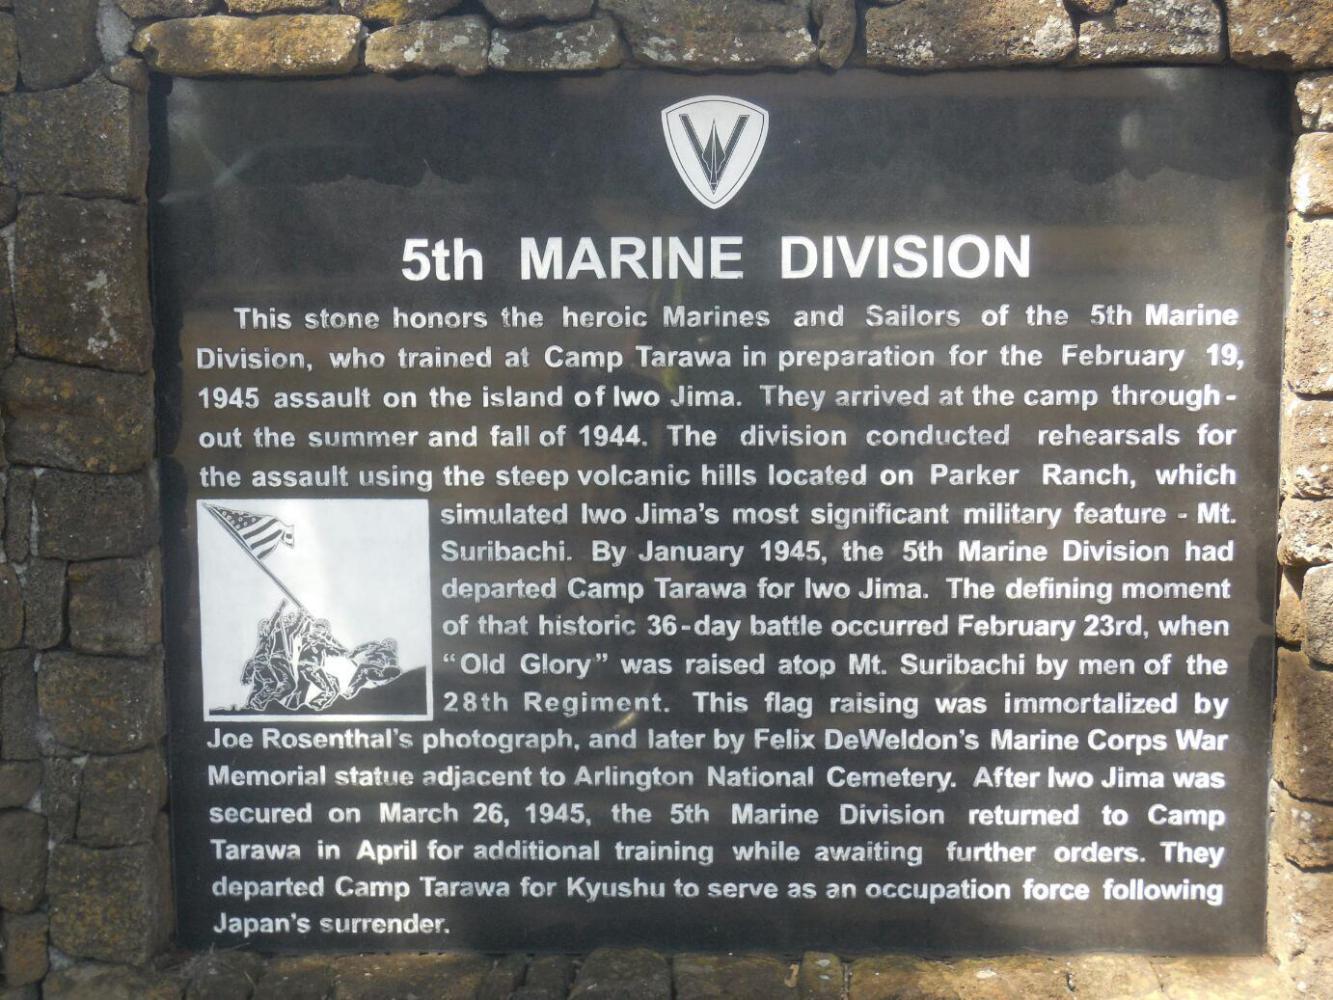 5th MARINE DIVISION
This stone honors the heroic Marines and Sailors of the 5th Marine
Division, who trained at Camp Tarawa in preparation for the February 19,
1945 assault on the island of Iwo Jima. They arrived at the camp through-
out the summer and fall of 1944. The division conducted rehearsals for
the assault using the steep volcanic hills located on Parker Ranch, which
simulated Iwo Jima's most significant military feature - Mt.
Suribachi. By January 1945, the 5th Marine Division had
departed Camp Tarawa for Iwo Jima. The defining moment
of that historic 36-day battle occurred February 23rd, when
"Old Glory" was raised atop Mt. Suribachi by men of the
28th Regiment. This flag raising was immortalized by
Joe Rosenthal's photograph, and later by Felix DeWeldon's Marine Corps War
Memorial statue adjacent to Arlington National Cemetery. After Iwo Jima was
secured on March 26, 1945, the 5th Marine Division returned to Camp
Tarawa in April for additional training while awaiting further orders. They
departed Camp Tarawa for Kyushu to serve as an occupation force following
Japan's surrender.